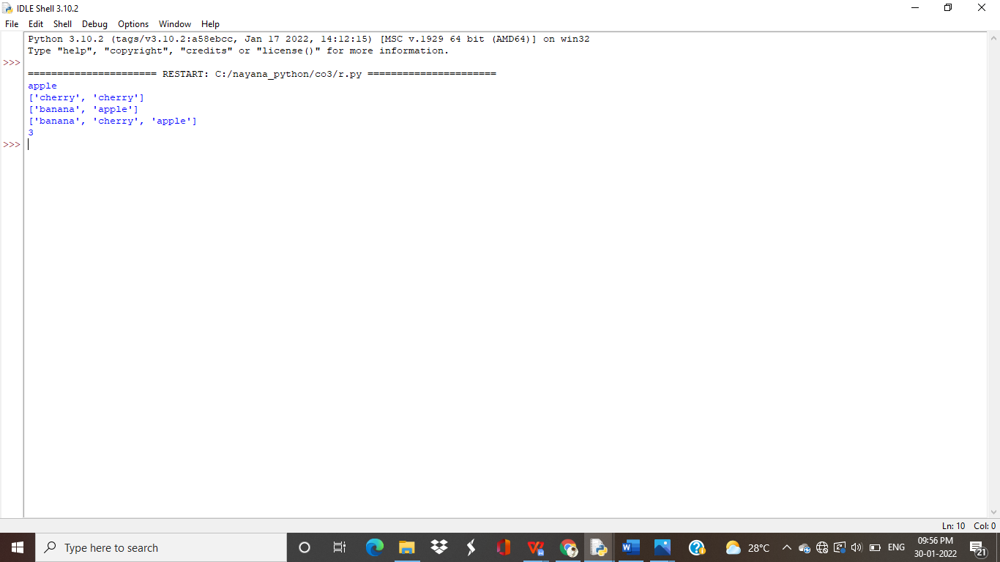 IDLE Shell 3.10.2
File Edit Shell Debug Options Window Help
Python 3.10.2 (tags/v3.10.2:a58ebcc, Jan 17 2022, 14:12:15) [MSC v.1929 64 bit (AMD64)] on win32
Type "help", "copyright", "credits" or "license()" for more information.
>>>
====================== RESTART: C:/nayana_python/co3/r.py ======================
apple
['cherry', 'cherry']
['banana', 'apple']
['banana', 'cherry', 'apple']
3
>>>
Ln: 10 Col: 0
Type here to search
28°C ENG 09:56 PM
30-01-2022
21